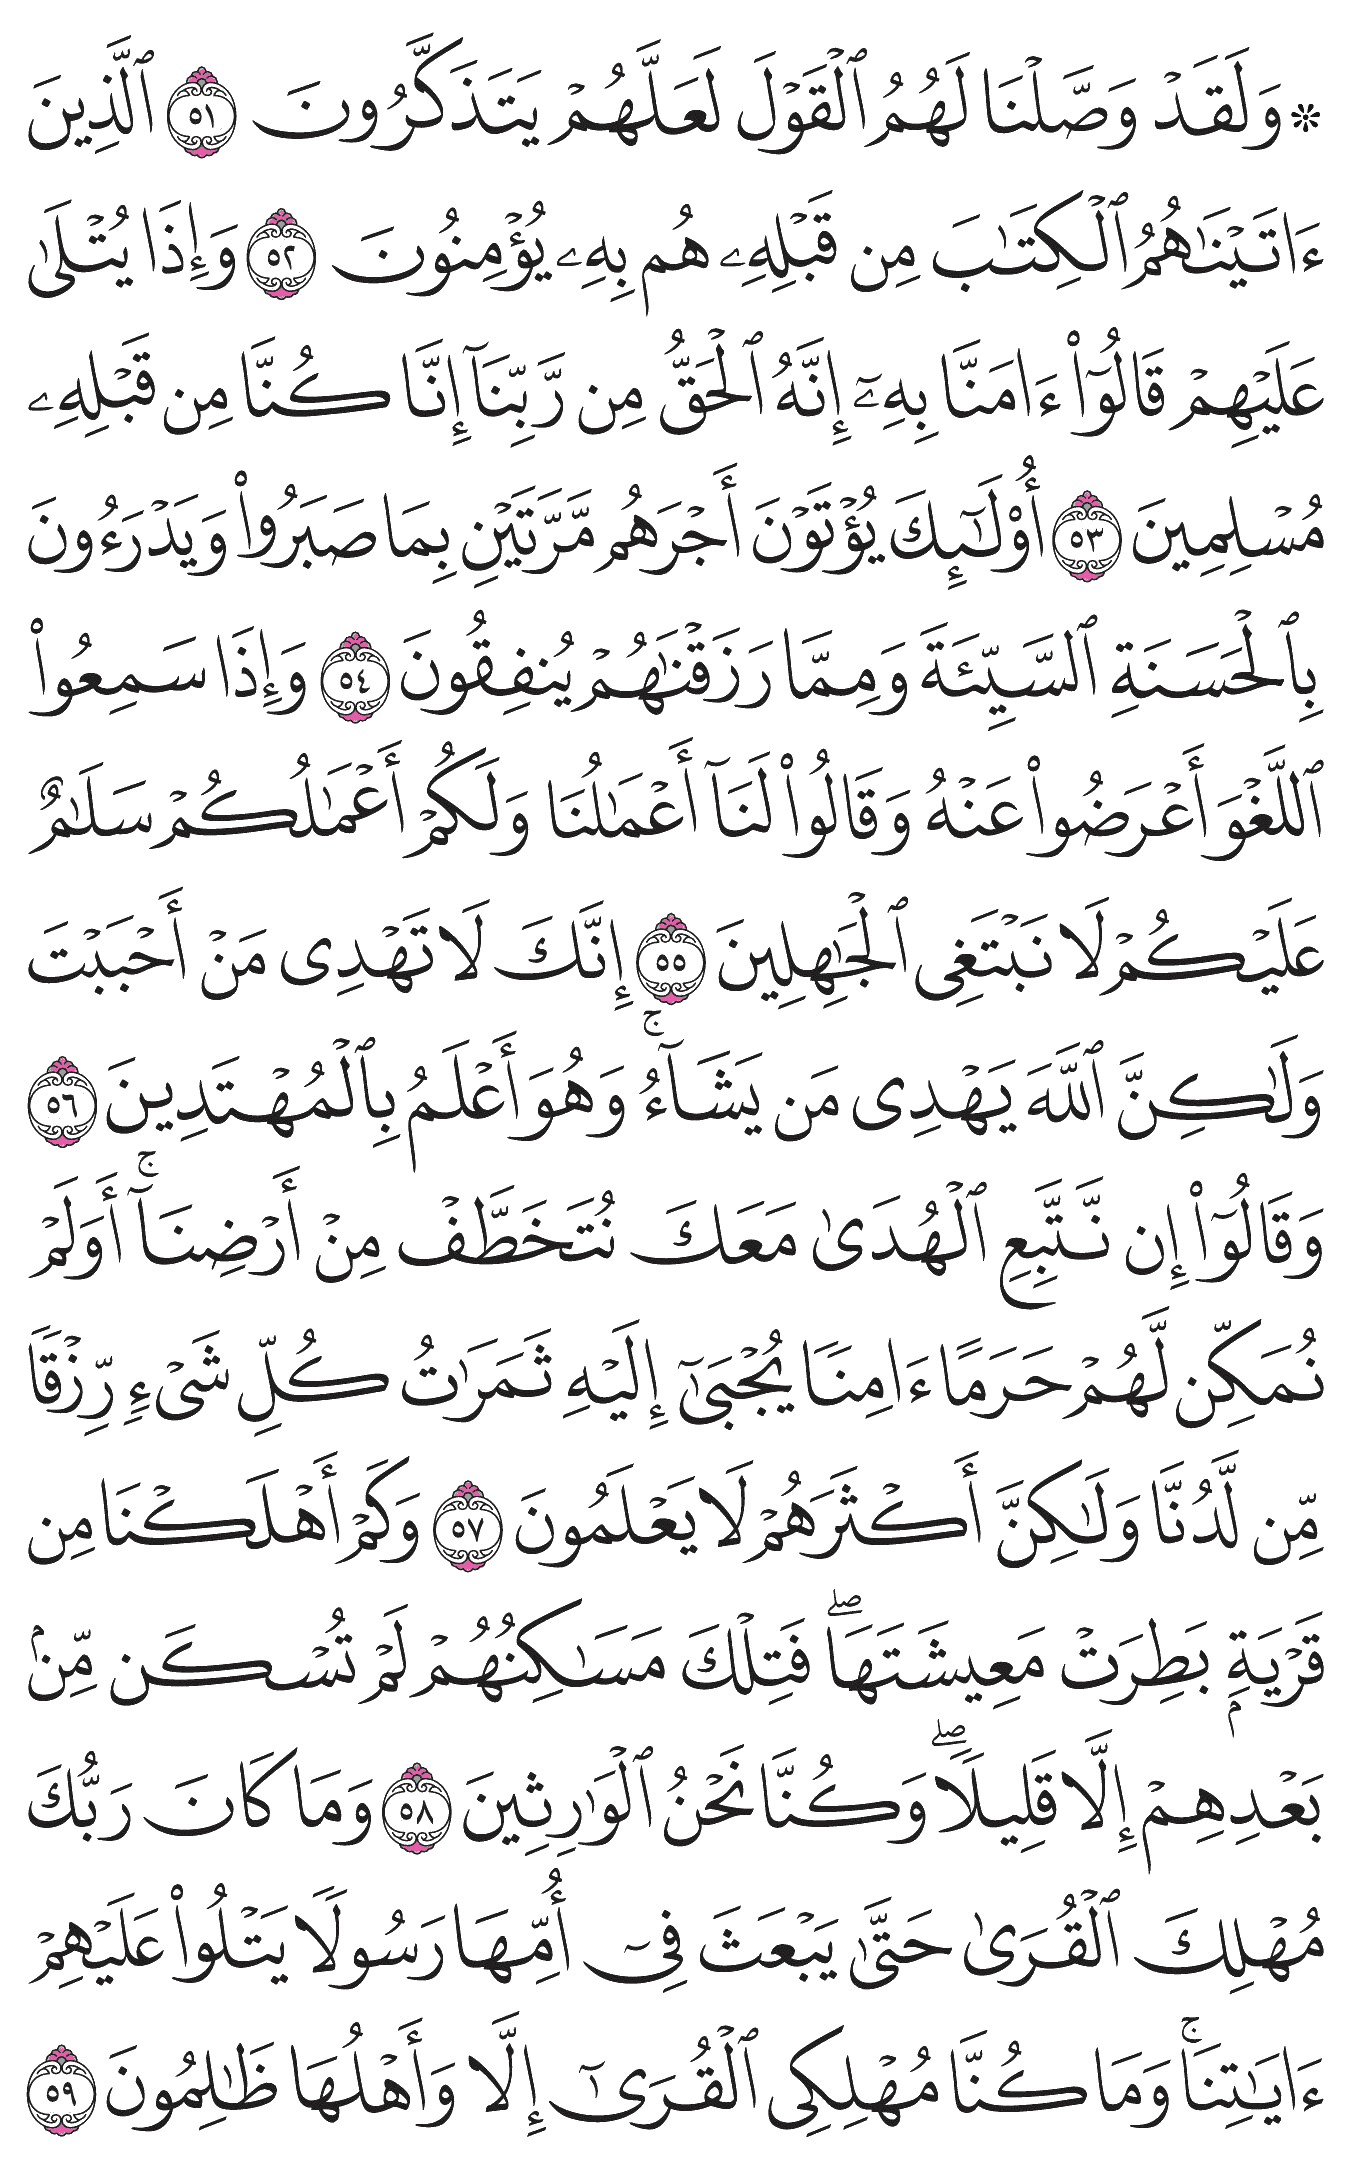 ۞ وَلَقَدْ وَصَّلْنَا لَهُمُ ٱلْقَوْلَ لَعَلَّهُمْ يَتَذَكَّرُونَ ٥١ ٱلَّذِينَ
ءَاتَيْنَٰهُمُ ٱلْكِتَٰبَ مِن قَبْلِهِۦ هُم بِهِۦ يُؤْمِنُونَ ٥٢ وَإِذَا يُتْلَىٰ
عَلَيْهِمْ قَالُوٓا۟ ءَامَنَّا بِهِۦٓ إِنَّهُ ٱلْحَقُّ مِن رَّبِّنَآ إِنَّا كُنَّا مِن قَبْلِهِۦ
مُسْلِمِينَ ٥٣ أُو۟لَٰٓئِكَ يُؤْتَوْنَ أَجْرَهُم مَّرَّتَيْنِ بِمَا صَبَرُوا۟ وَيَدْرَءُونَ
بِٱلْحَسَنَةِ ٱلسَّيِّئَةَ وَمِمَّا رَزَقْنَٰهُمْ يُنفِقُونَ ٥٤ وَإِذَا سَمِعُوا۟
ٱللَّغْوَ أَعْرَضُوا۟ عَنْهُ وَقَالُوا۟ لَنَآ أَعْمَٰلُنَا وَلَكُمْ أَعْمَٰلُكُمْ سَلَٰمٌ
عَلَيْكُمْ لَا نَبْتَغِى ٱلْجَٰهِلِينَ ٥٥ إِنَّكَ لَا تَهْدِى مَنْ أَحْبَبْتَ
وَلَٰكِنَّ ٱللَّهَ يَهْدِى مَن يَشَآءُ ۚ وَهُوَ أَعْلَمُ بِٱلْمُهْتَدِينَ ٥٦
وَقَالُوٓا۟ إِن نَّتَّبِعِ ٱلْهُدَىٰ مَعَكَ نُتَخَطَّفْ مِنْ أَرْضِنَآ ۚ أَوَلَمْ
نُمَكِّن لَّهُمْ حَرَمًا ءَامِنًا يُجْبَىٰٓ إِلَيْهِ ثَمَرَٰتُ كُلِّ شَىْءٍ رِّزْقًا
مِّن لَّدُنَّا وَلَٰكِنَّ أَكْثَرَهُمْ لَا يَعْلَمُونَ ٥٧ وَكَمْ أَهْلَكْنَا مِن
قَرْيَةٍۭ بَطِرَتْ مَعِيشَتَهَا ۖ فَتِلْكَ مَسَٰكِنُهُمْ لَمْ تُسْكَن مِّنۢ
بَعْدِهِمْ إِلَّا قَلِيلًا ۖ وَكُنَّا نَحْنُ ٱلْوَٰرِثِينَ ٥٨ وَمَا كَانَ رَبُّكَ
مُهْلِكَ ٱلْقُرَىٰ حَتَّىٰ يَبْعَثَ فِىٓ أُمِّهَا رَسُولًا يَتْلُوا۟ عَلَيْهِمْ
ءَايَٰتِنَا ۚ وَمَا كُنَّا مُهْلِكِى ٱلْقُرَىٰٓ إِلَّا وَأَهْلُهَا ظَٰلِمُونَ ٥٩